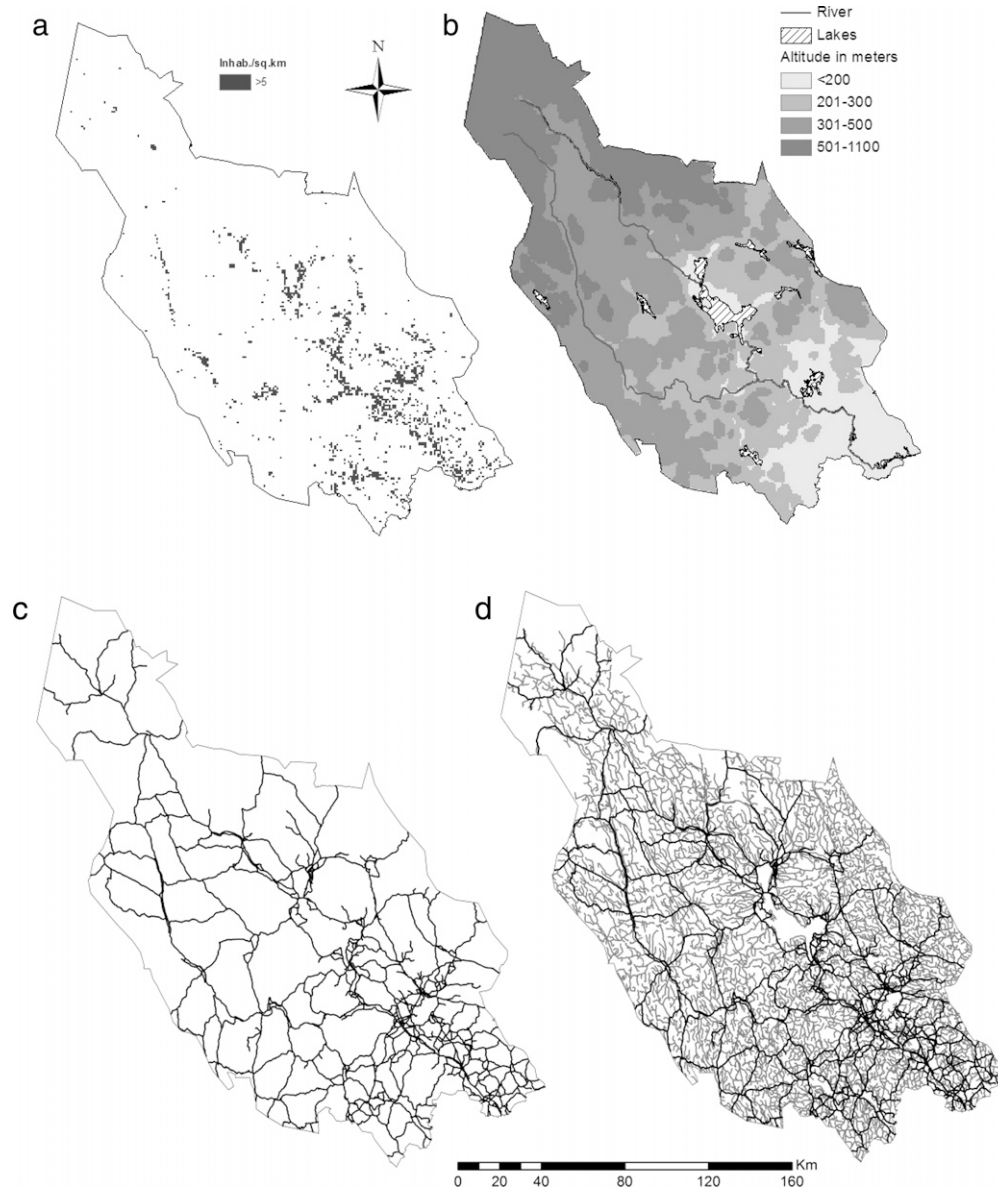 a
Inhab./sq.km
>5
N
b
River
Lakes
Altitude in meters
<200
201-300
301-500
501-1100
c
d
Km
0 20 40 80 120 160